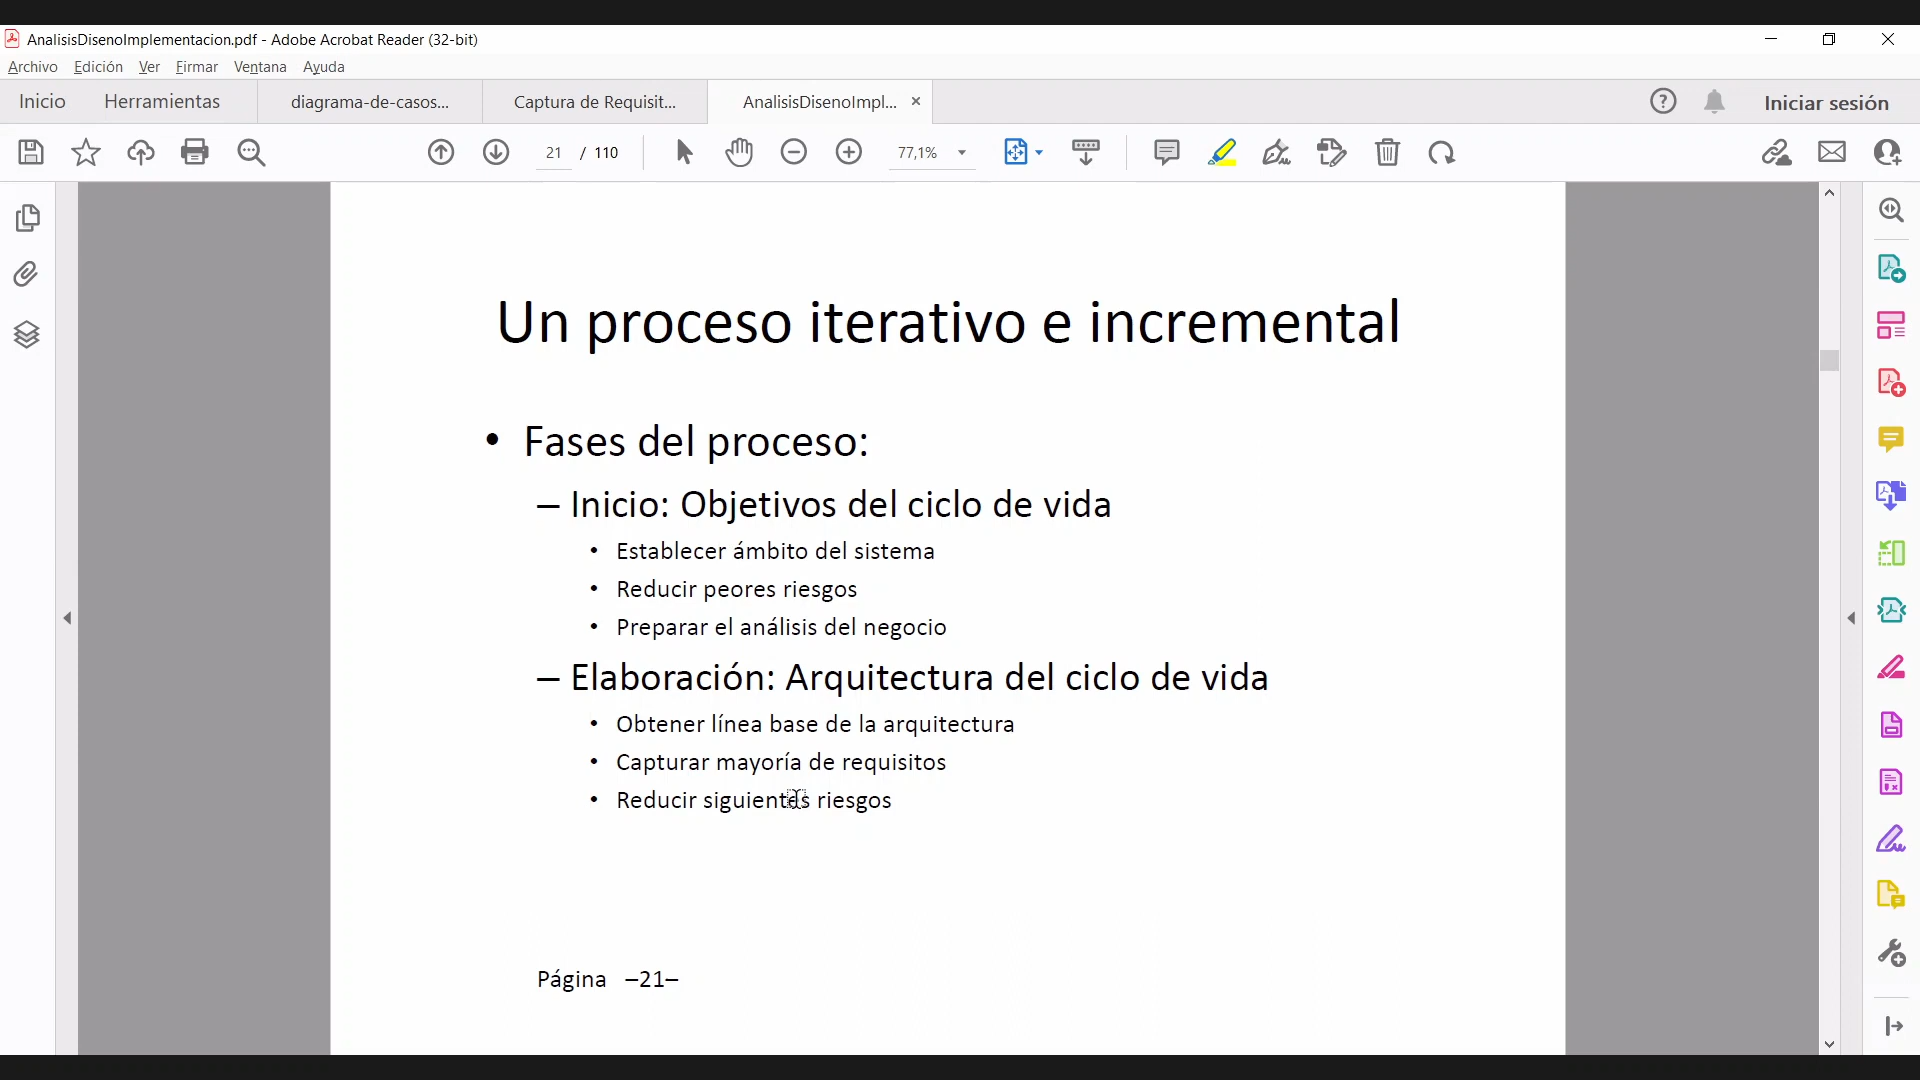 AnalisisDisenoImplementacion.pdf - Adobe Acrobat Reader (32-bit)
Archivo Edición Ver Firmar Ventana Ayuda
Inicio Herramientas diagrama-de-casos... Captura de Requisit... AnalisisDisenoImpl... × Iniciar sesión
21 / 110 77,1%
Un proceso iterativo e incremental
• Fases del proceso:
– Inicio: Objetivos del ciclo de vida
• Establecer ámbito del sistema
• Reducir peores riesgos
• Preparar el análisis del negocio
– Elaboración: Arquitectura del ciclo de vida
• Obtener línea base de la arquitectura
• Capturar mayoría de requisitos
• Reducir siguientes riesgos
Página –21–